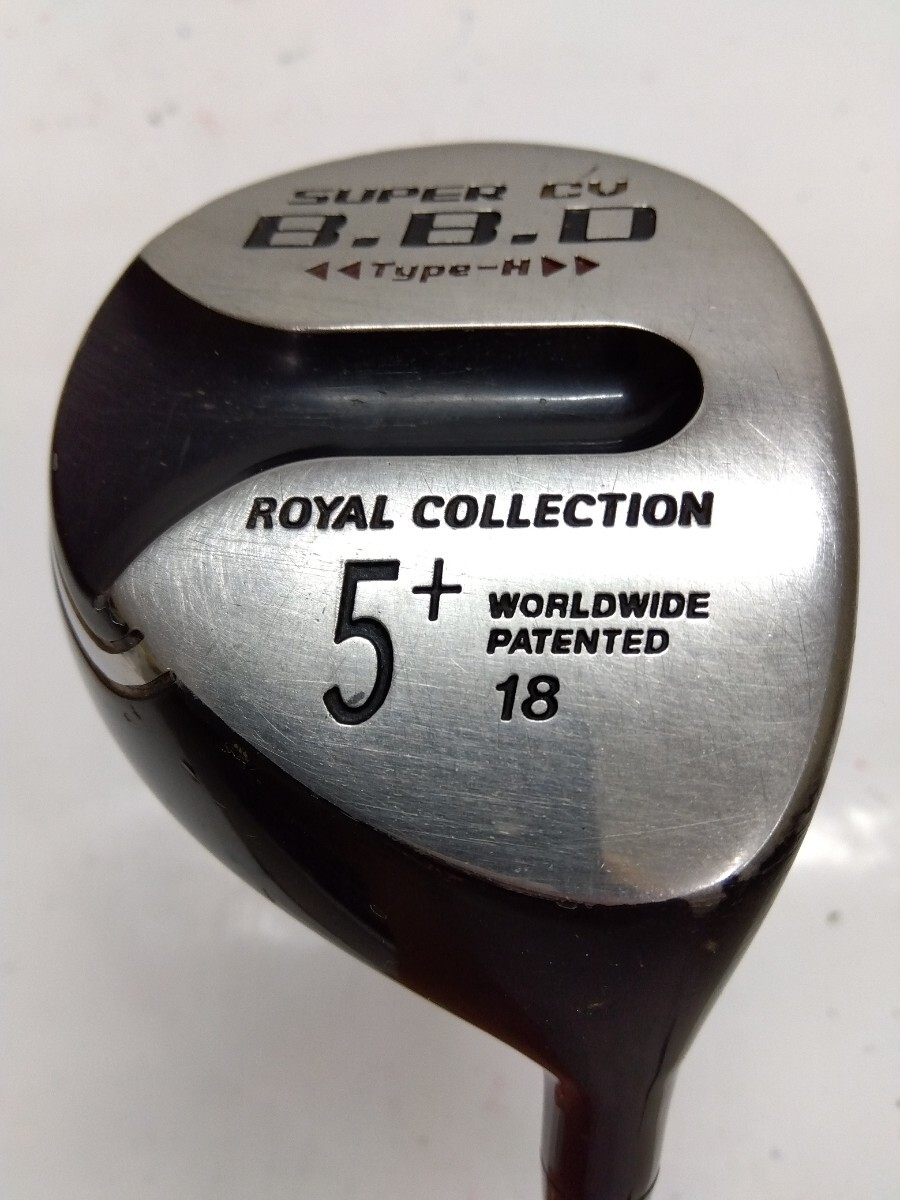 SUPER CV
B.B.D
◀◀Type-H▶▶
ROYAL COLLECTION
5+
WORLDWIDE
PATENTED
18